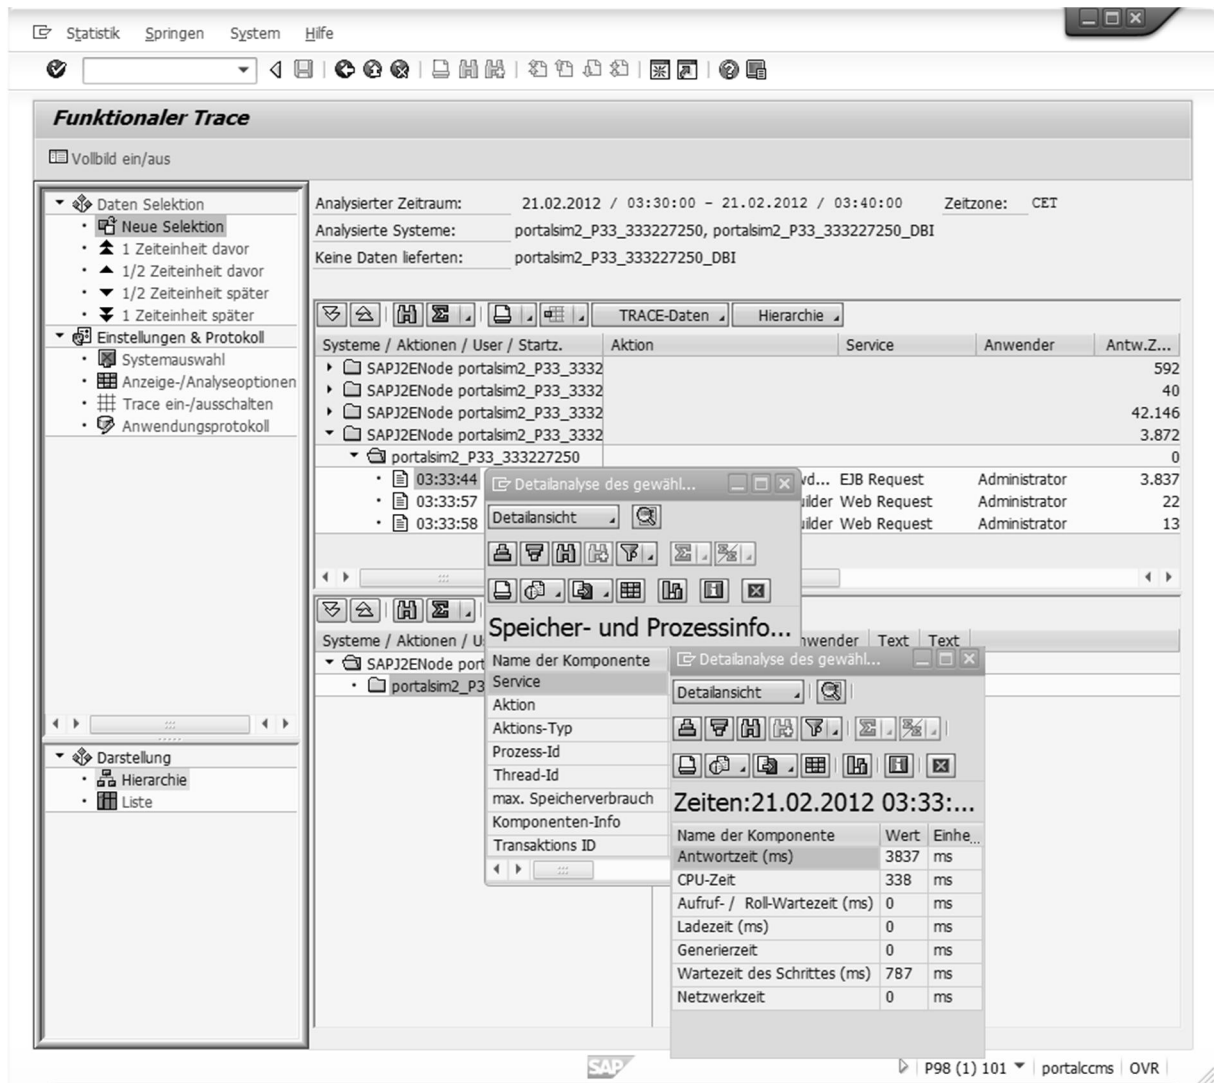 Statistik Springen System Hilfe
Funktionaler Trace
Vollbild ein/aus
Daten Selektion
Neue Selektion
1 Zeiteinheit davor
1/2 Zeiteinheit davor
1/2 Zeiteinheit später
1 Zeiteinheit später
Einstellungen & Protokoll
Systemauswahl
Anzeige-/Analyseoptionen
Trace ein-/ausschalten
Anwendungsprotokoll
Darstellung
Hierarchie
Liste
Analysierter Zeitraum: 21.02.2012 / 03:30:00 - 21.02.2012 / 03:40:00 Zeitzone: CET
Analysierte Systeme: portalsim2_P33_333227250, portalsim2_P33_333227250_DBI
Keine Daten lieferten: portalsim2_P33_333227250_DBI
TRACE-Daten Hierarchie
Systeme / Aktionen / User / Startz. Aktion Service Anwender Antw.Z...
SAPJ2ENode portalsim2_P33_3332 592
SAPJ2ENode portalsim2_P33_3332 40
SAPJ2ENode portalsim2_P33_3332 42.146
SAPJ2ENode portalsim2_P33_3332 3.872
portalsim2_P33_333227250 0
03:33:44 EJB Request Administrator 3.837
03:33:57 Web Request Administrator 22
03:33:58 Web Request Administrator 13
Systeme / Aktionen / Text Text
SAPJ2ENode port
portalsim2_P3
Detailanalyse des gewähl...
Detailansicht
Speicher- und Prozessinfo...
Name der Komponente
Service
Aktion
Aktions-Typ
Prozess-Id
Thread-Id
max. Speicherverbrauch
Komponenten-Info
Transaktions ID
Detailanalyse des gewähl...
Detailansicht
Zeiten:21.02.2012 03:33:...
Name der Komponente Wert Einhe...
Antwortzeit (ms) 3837 ms
CPU-Zeit 338 ms
Aufruf- / Roll-Wartezeit (ms) 0 ms
Ladezeit (ms) 0 ms
Generierzeit 0 ms
Wartezeit des Schrittes (ms) 787 ms
Netzwerkzeit 0 ms
SAP P98 (1) 101 portalccms OVR